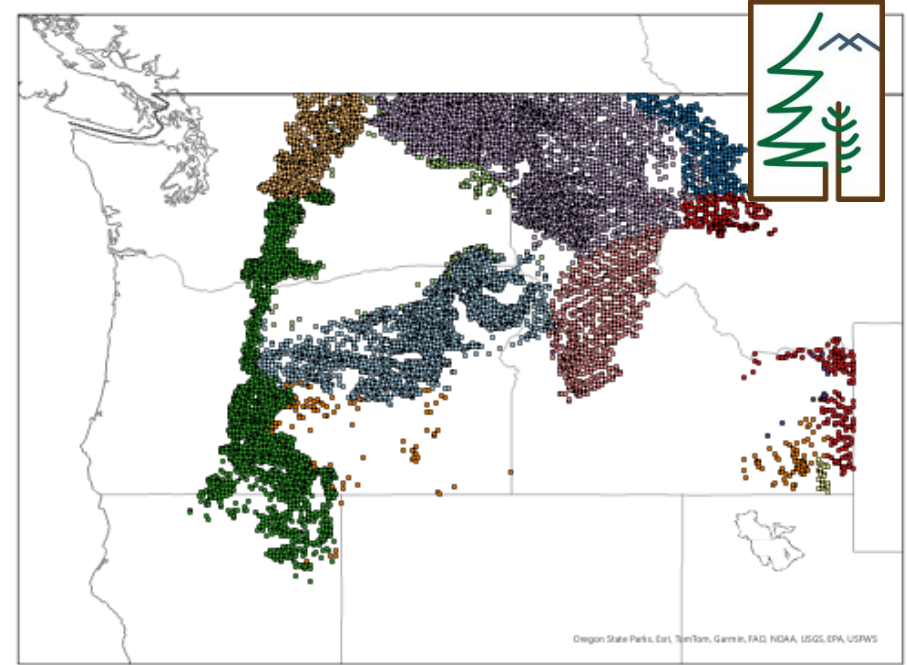 Oregon State Parks, Esri, TomTom, Garmin, FAO, NOAA, USGS, EPA, USFWS